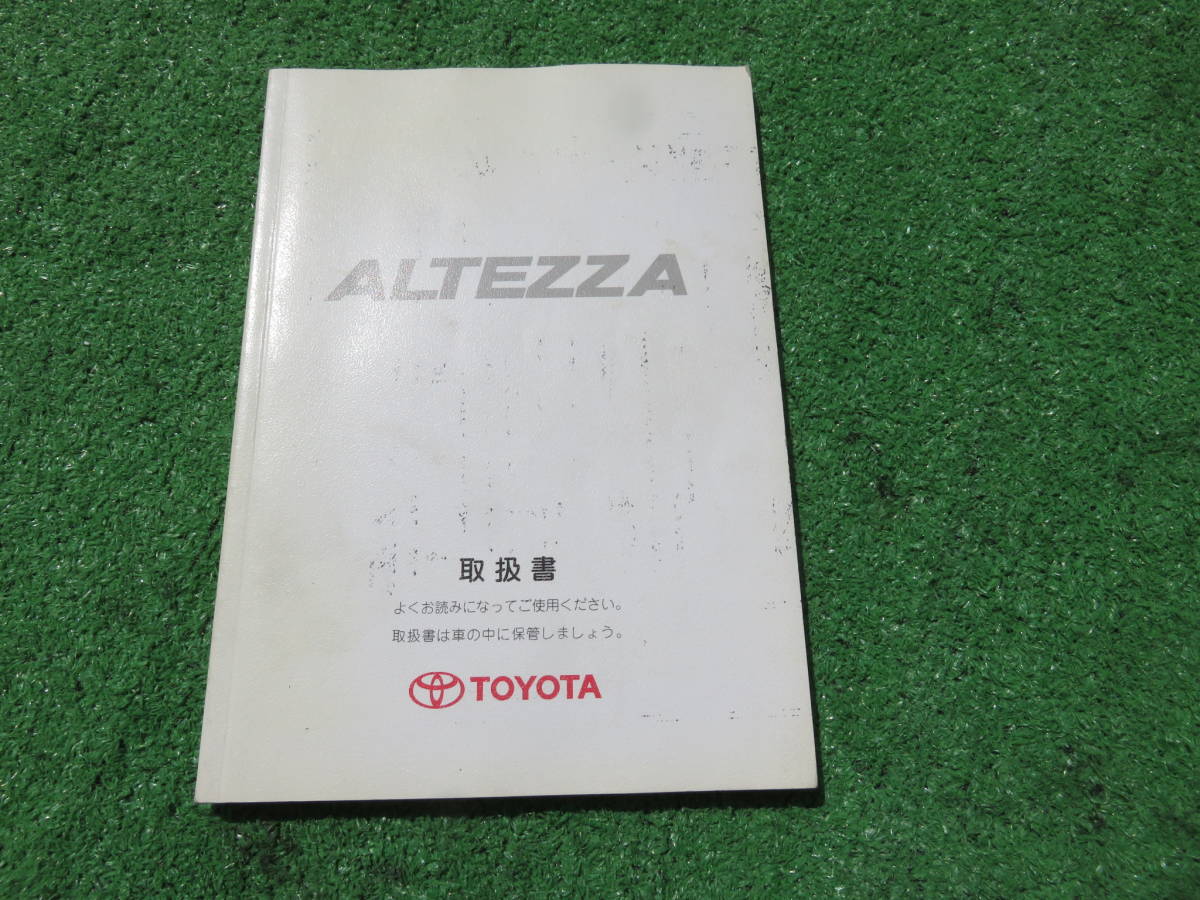 ALTEZZA
取扱書
よくお読みになってご使用ください。
取扱書は車の中に保管しましょう。
TOYOTA